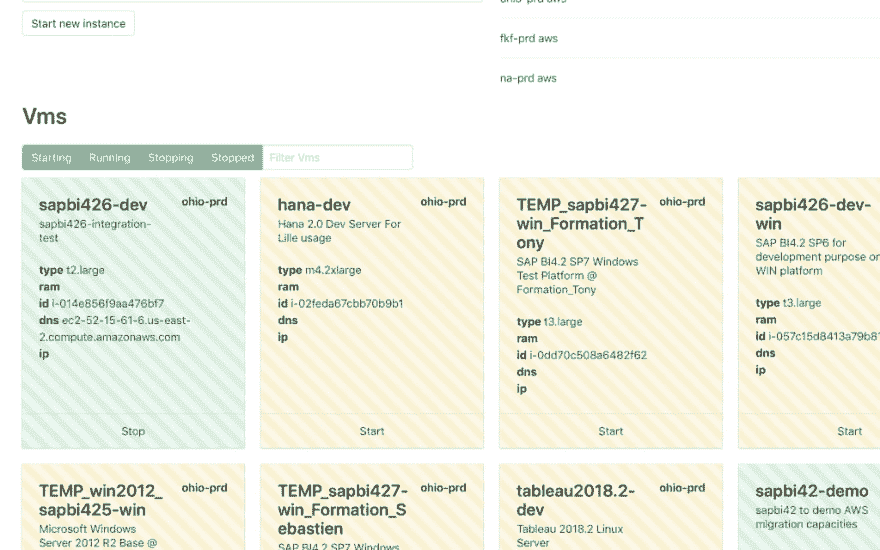 Start new instance
ohio-prd aws
fkf-prd aws
na-prd aws
Vms
Starting Running Stopping Stopped Filter Vms
sapbi426-dev ohio-prd
sapbi426-integration-
test
type t2.large
ram
id i-014e856f9aa476bf7
dns ec2-52-15-61-6.us-east-
2.compute.amazonaws.com
ip
Stop
hana-dev ohio-prd
Hana 2.0 Dev Server For
Lille usage
type m4.2xlarge
ram
id i-02feda67cbb70b9b1
dns
ip
Start
TEMP_sapbi427- ohio-prd
win_Formation_T
ony
SAP BI4.2 SP7 Windows
Test Platform @
Formation_Tony
type t3.large
ram
id i-0dd70c508a6482f62
dns
ip
Start
sapbi426-dev-
win
SAP BI4.2 SP6 for
development purpose on
WIN platform
type t3.large
ram
id i-057c15d8413a79b81
dns
ip
Start
TEMP_win2012_ ohio-prd
sapbi425-win
Microsoft Windows
Server 2012 R2 Base @
TEMP_sapbi427- ohio-prd
win_Formation_S
ebastien
SAP BI4.2 SP7 Windows
tableau2018.2- ohio-prd
dev
Tableau 2018.2 Linux
Server
sapbi42-demo
sapbi42 to demo AWS
migration capacities